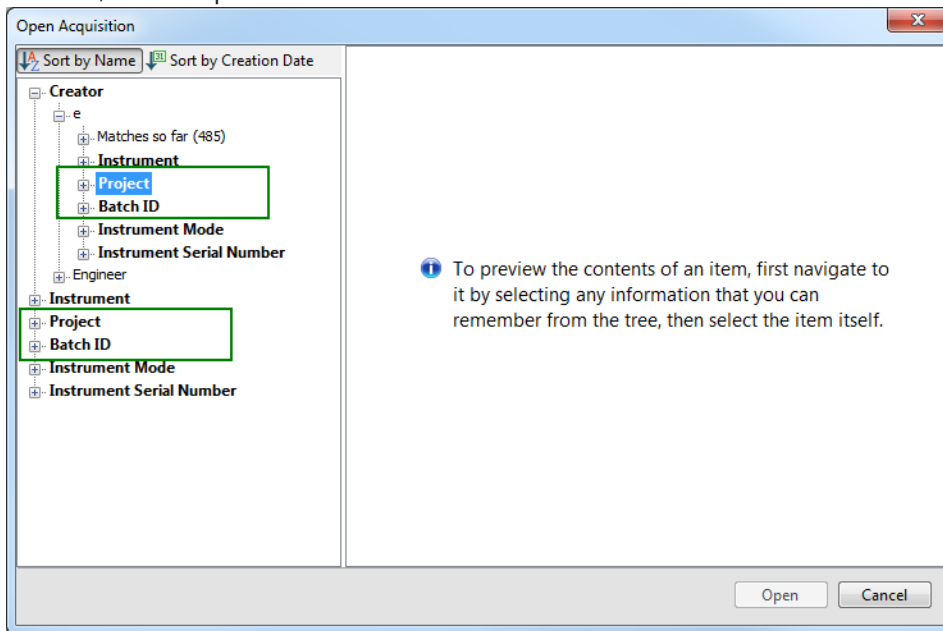 Open Acquisition
Sort by Name Sort by Creation Date
Creator
e
Matches so far (485)
Instrument
Project
Batch ID
Instrument Mode
Instrument Serial Number
Engineer
Instrument
Project
Batch ID
Instrument Mode
Instrument Serial Number
To preview the contents of an item, first navigate to
it by selecting any information that you can
remember from the tree, then select the item itself.
Open Cancel